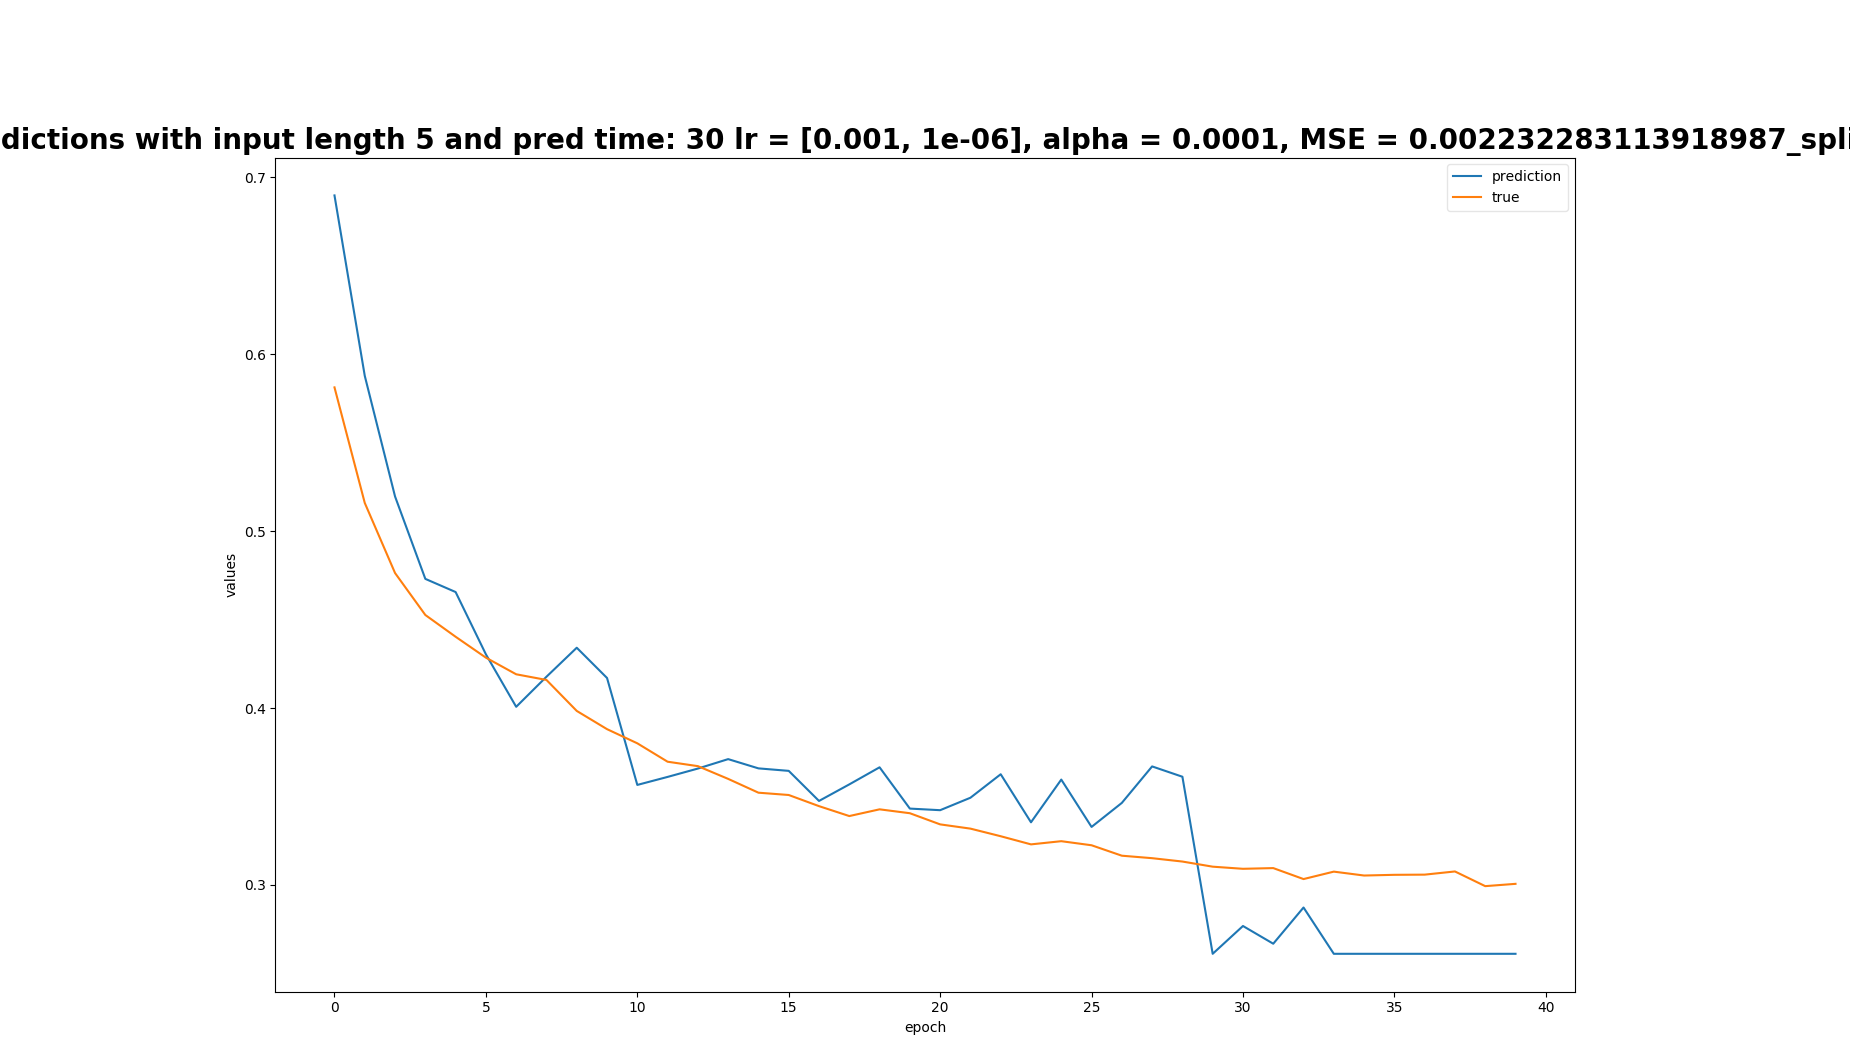 dictions with input length 5 and pred time: 30 lr = [0.001, 1e-06], alpha = 0.0001, MSE = 0.002232283113918987_spli
prediction
true
0.7
0.6
0.5
0.4
0.3
values
0 5 10 15 20 25 30 35 40
epoch